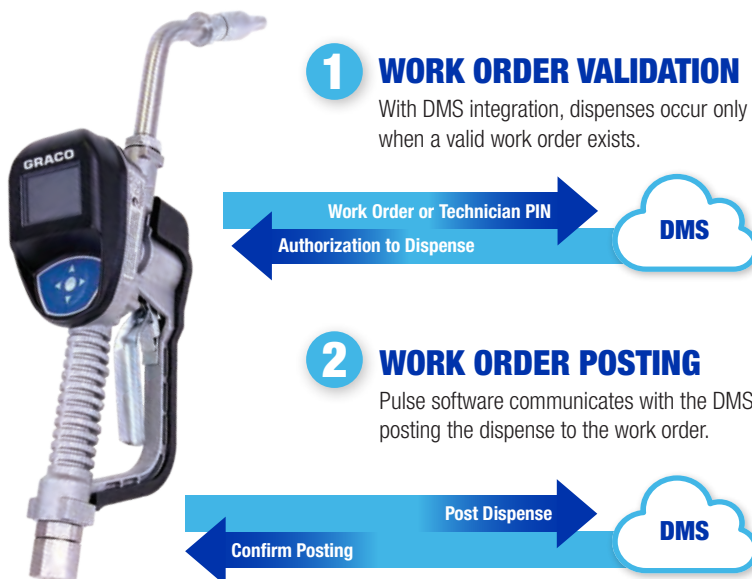 GRACO
1 WORK ORDER VALIDATION
With DMS integration, dispenses occur only
when a valid work order exists.
Work Order or Technician PIN
Authorization to Dispense
DMS
2 WORK ORDER POSTING
Pulse software communicates with the DMS
posting the dispense to the work order.
Post Dispense
Confirm Posting
DMS